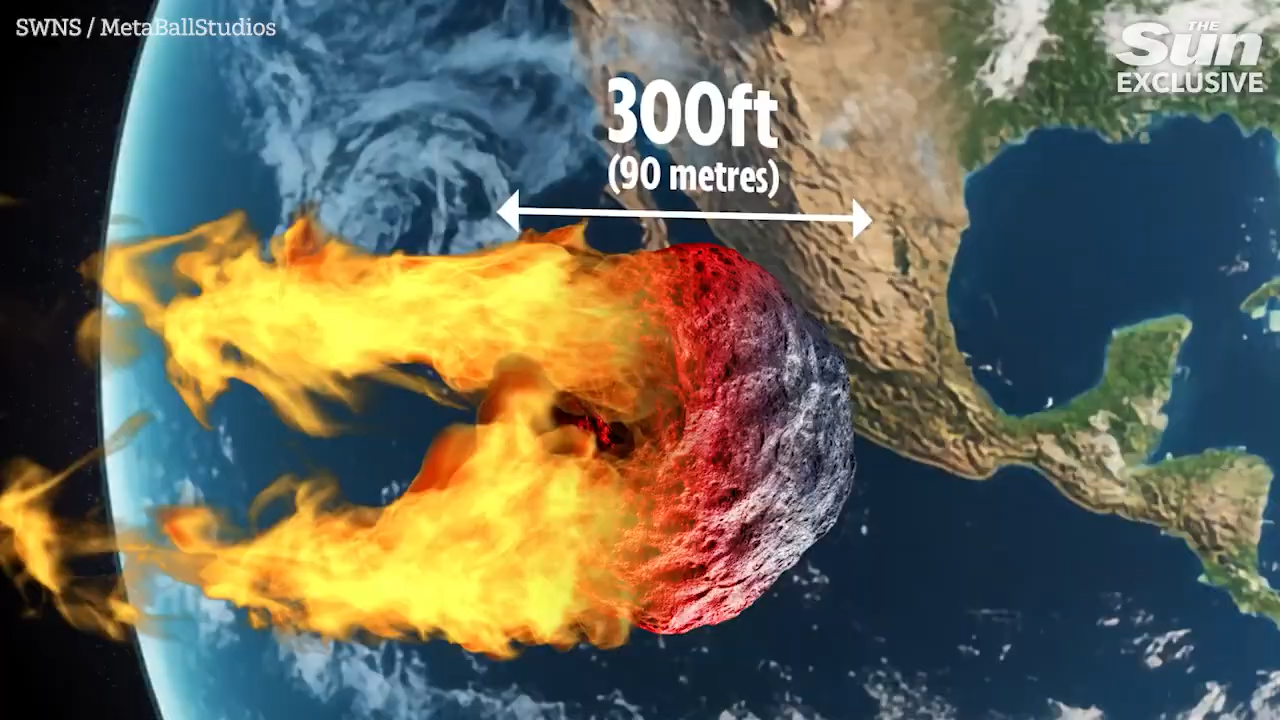 SWNS / MetaBallStudios
THE
Sun
EXCLUSIVE
300ft
(90 metres)